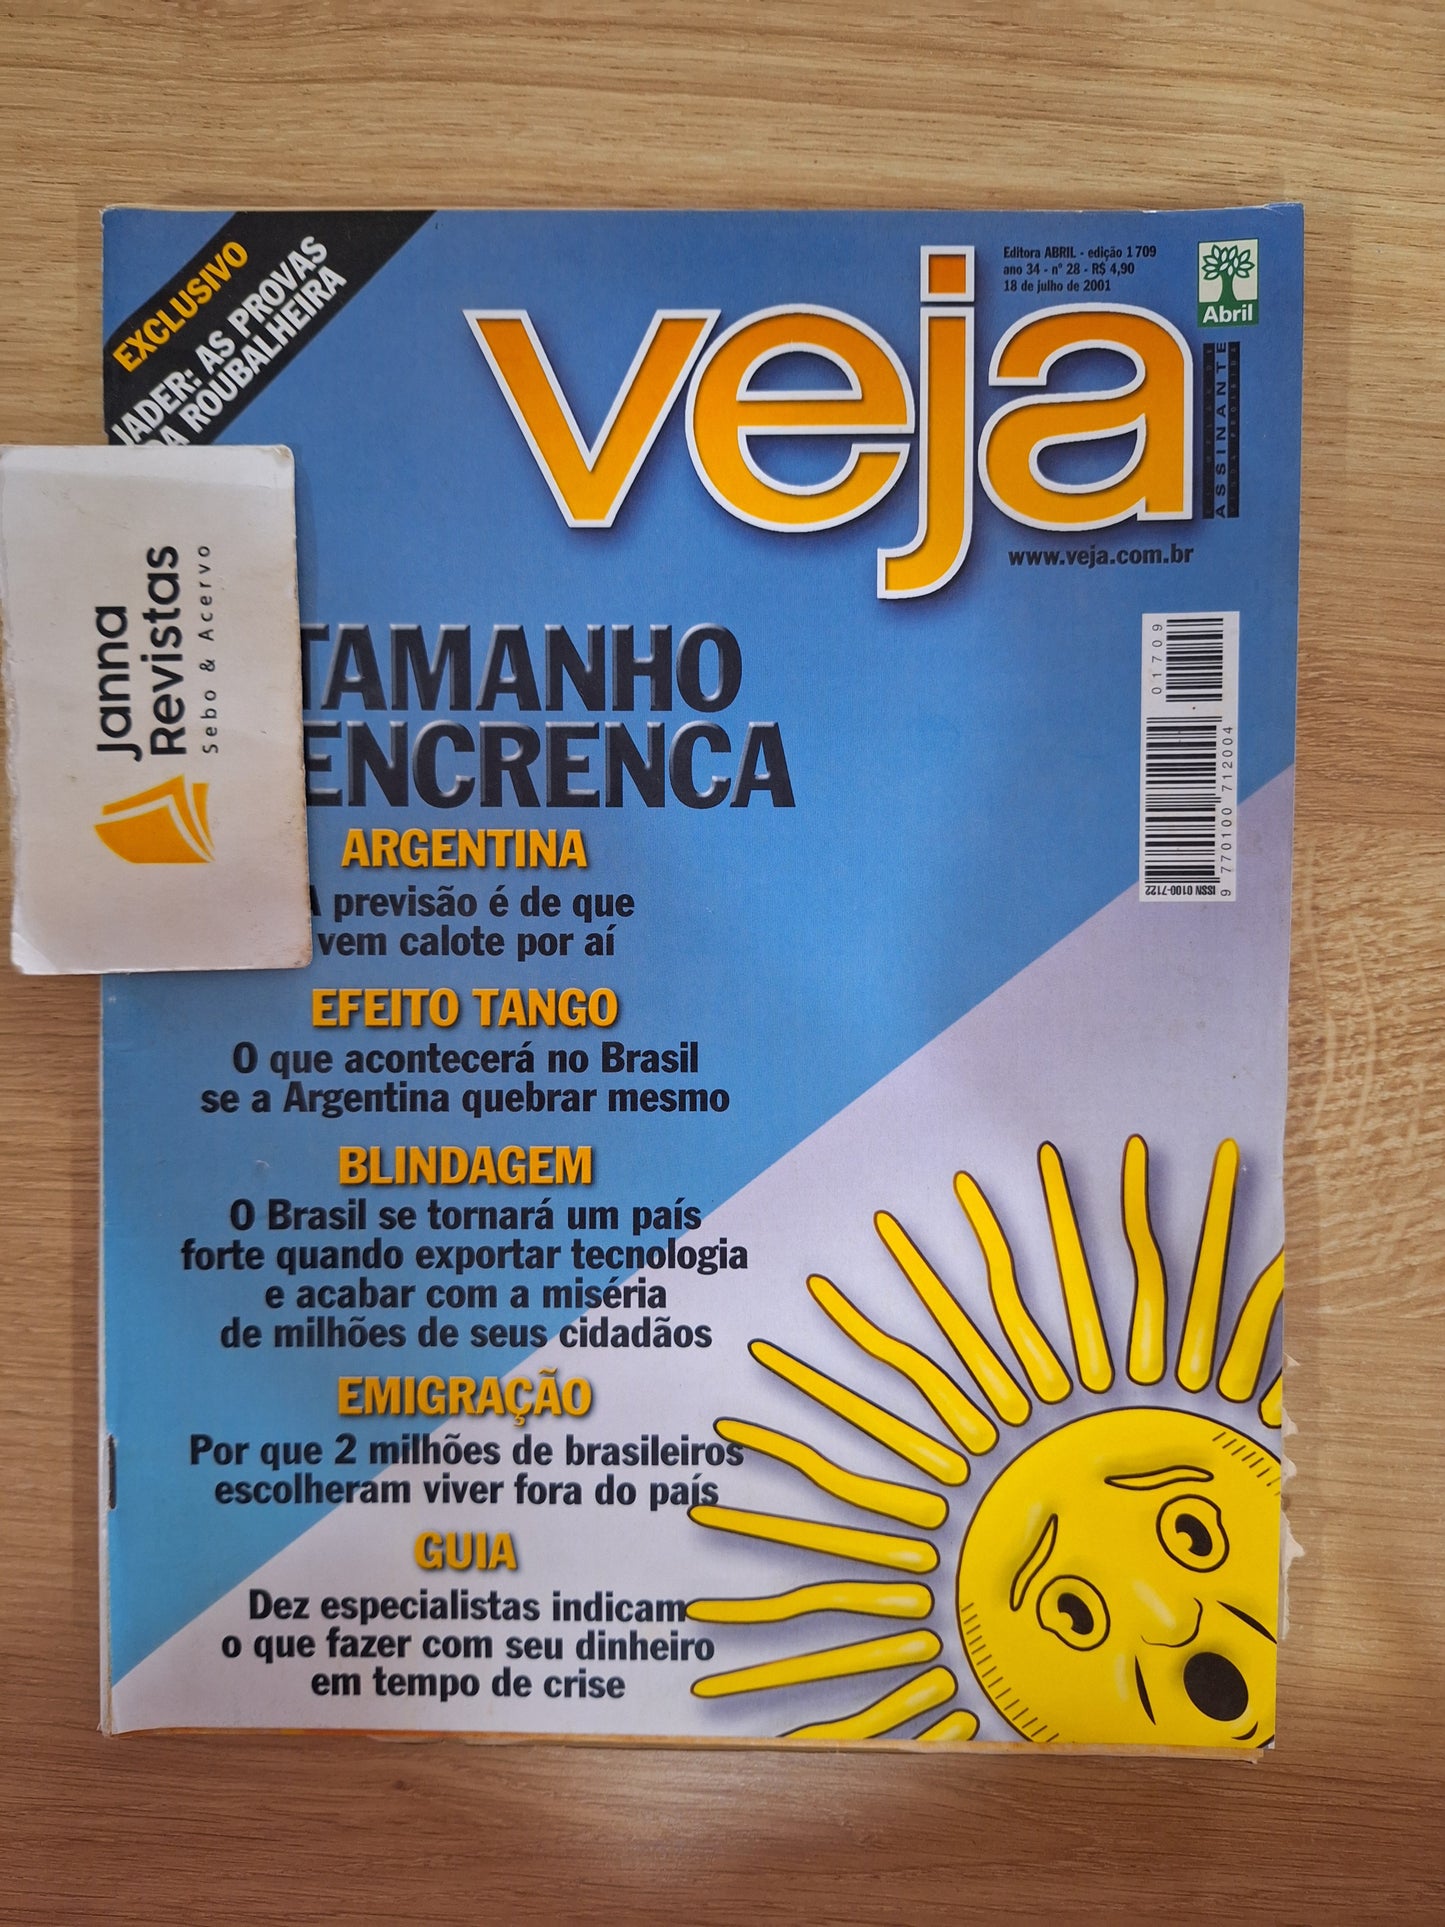 EXCLUSIVO
JADER: AS PROVAS
DA ROUBALHEIRA
Editora ABRIL - edição 1 709
ano 34 - nº 28 - R$ 4,90
18 de julho de 2001
Abril
veja
ASSINANTE
www.veja.com.br
Janna
Revistas
Sebo & Acervo
TAMANHO
ENCRENCA
01709
9 770100 712004
ISSN 0100-7122
ARGENTINA
A previsão é de que
vem calote por aí
EFEITO TANGO
O que acontecerá no Brasil
se a Argentina quebrar mesmo
BLINDAGEM
O Brasil se tornará um país
forte quando exportar tecnologia
e acabar com a miséria
de milhões de seus cidadãos
EMIGRAÇÃO
Por que 2 milhões de brasileiros
escolheram viver fora do país
GUIA
Dez especialistas indicam
o que fazer com seu dinheiro
em tempo de crise